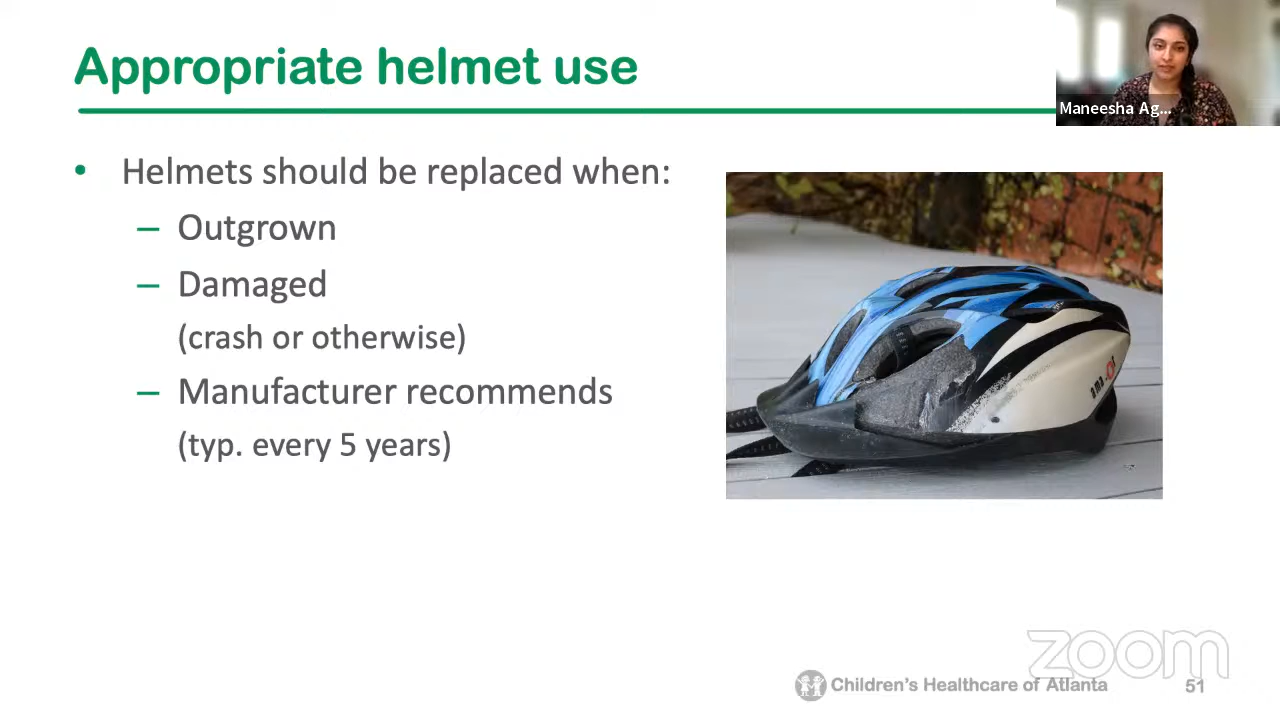 Appropriate helmet use
Maneesha Ag...
• Helmets should be replaced when:
– Outgrown
– Damaged
(crash or otherwise)
– Manufacturer recommends
(typ. every 5 years)
zoom
Children's Healthcare of Atlanta
51